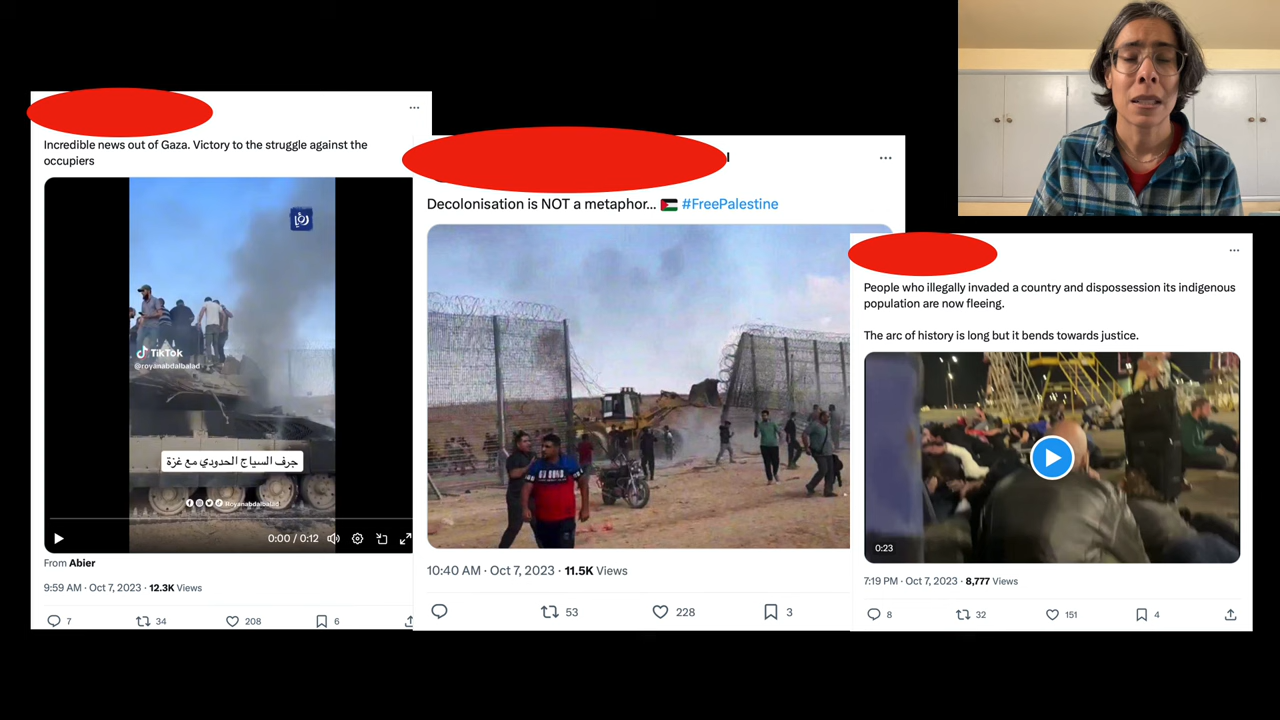 Incredible news out of Gaza. Victory to the struggle against the
occupiers
TikTok
@royanabdalbalad
جرف السياج الحدودي مع غزة
Royanabdalbalad
0:00 / 0:12
From Abier
9:59 AM · Oct 7, 2023 · 12.3K Views
7 34 208 6
Decolonisation is NOT a metaphor... 🇵🇸 #FreePalestine
10:40 AM · Oct 7, 2023 · 11.5K Views
53 228 3
People who illegally invaded a country and dispossession its indigenous
population are now fleeing.
The arc of history is long but it bends towards justice.
0:23
7:19 PM · Oct 7, 2023 · 8,777 Views
8 32 151 4